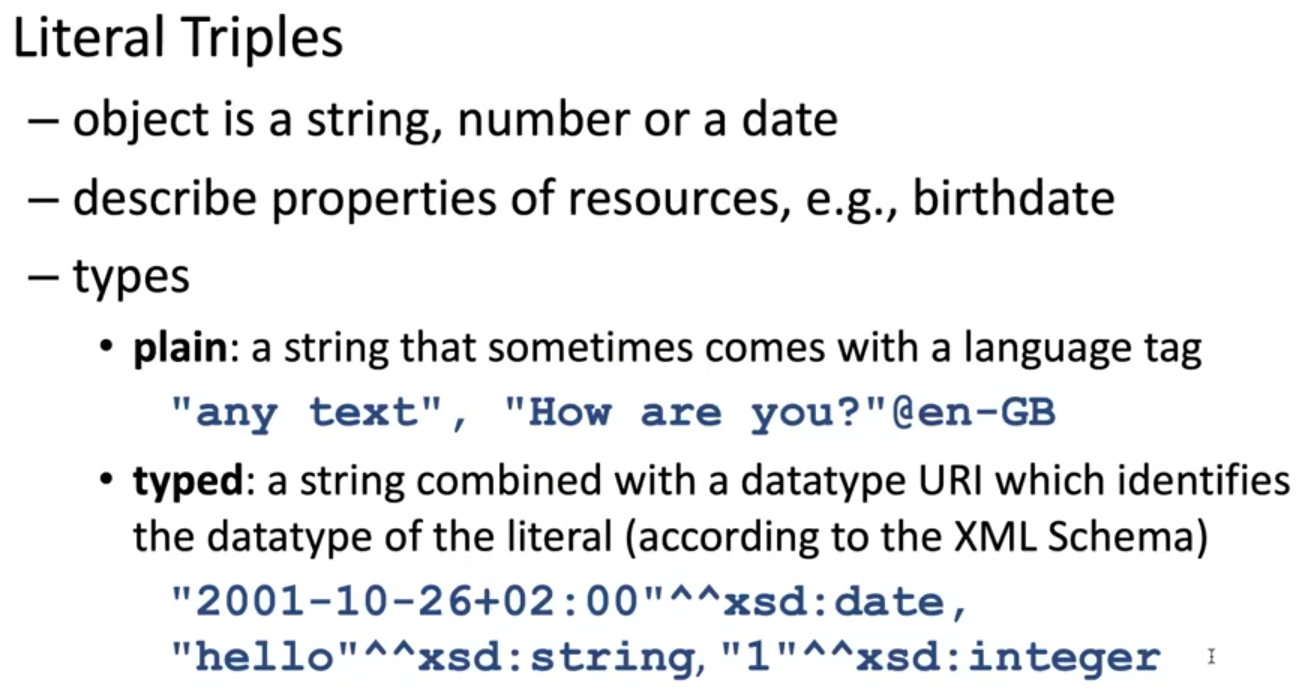 Literal Triples
– object is a string, number or a date
– describe properties of resources, e.g., birthdate
– types
• plain: a string that sometimes comes with a language tag
"any text", "How are you?"@en-GB
• typed: a string combined with a datatype URI which identifies
the datatype of the literal (according to the XML Schema)
"2001-10-26+02:00"^^xsd:date,
"hello"^^xsd:string, "1"^^xsd:integer